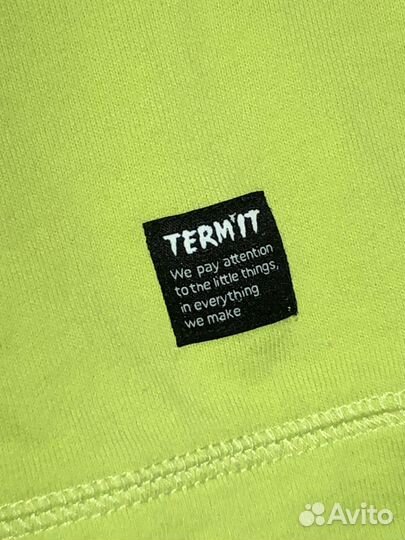 TERMIT
We pay attention
to the little things,
in everything
we make
Avito